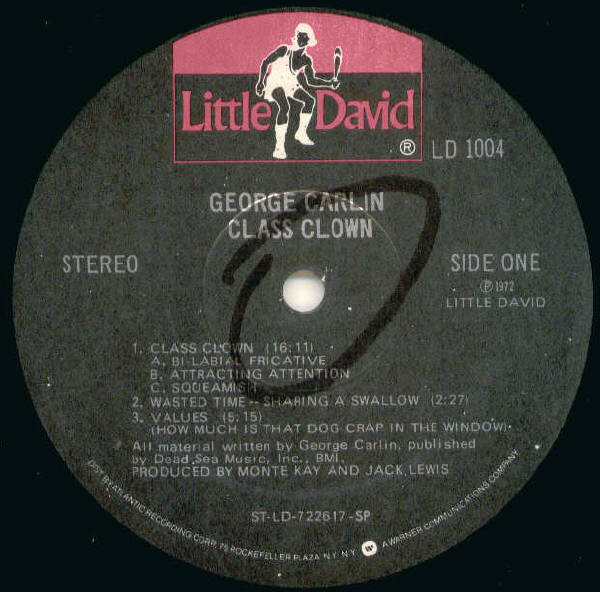 Little David
®
LD 1004
GEORGE CARLIN
CLASS CLOWN
STEREO
SIDE ONE
℗ 1972
LITTLE DAVID
1. CLASS CLOWN (16:11)
A. BI-LABIAL FRICATIVE
B. ATTRACTING ATTENTION
C. SQUEAMISH
2. WASTED TIME - SHARING A SWALLOW (2:27)
3. VALUES (5:15)
(HOW MUCH IS THAT DOG CRAP IN THE WINDOW)
All material written by George Carlin, published
by Dead Sea Music, Inc., BMI.
PRODUCED BY MONTE KAY AND JACK LEWIS
ST-LD-722617-SP
DIST. BY ATLANTIC RECORDING CORP. 75 ROCKEFELLER PLAZA N.Y. N.Y. W A WARNER COMMUNICATIONS COMPANY